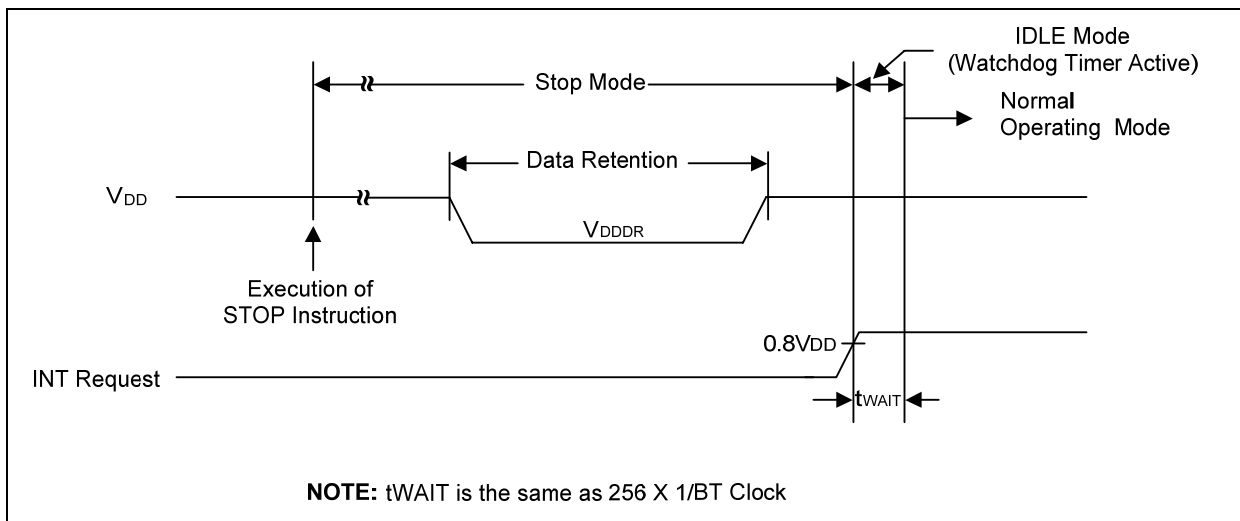 IDLE Mode
(Watchdog Timer Active)
Stop Mode
Normal
Operating Mode
Data Retention
VDD
VDDDR
Execution of
STOP Instruction
0.8VDD
INT Request
tWAIT
NOTE: tWAIT is the same as 256 X 1/BT Clock